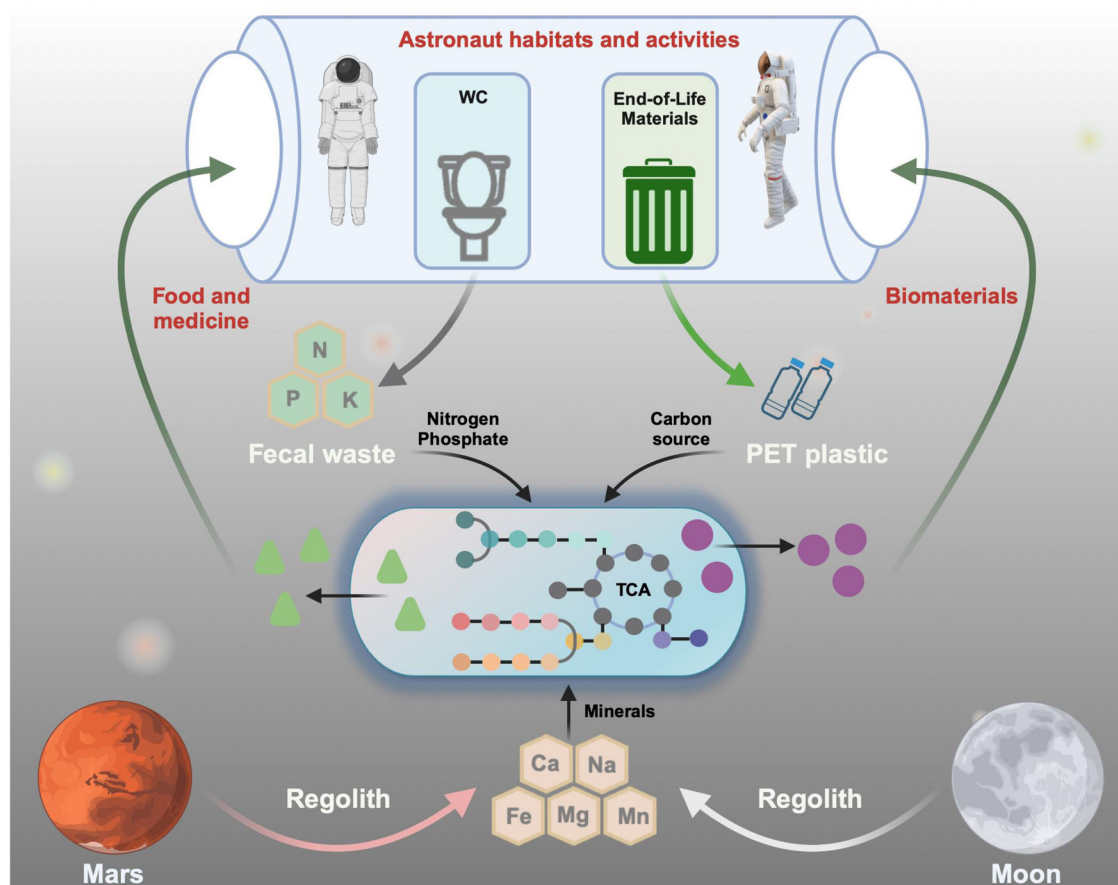 Astronaut habitats and activities
WC
End-of-Life
Materials
Food and
medicine
Biomaterials
N
P
K
Nitrogen
Phosphate
Carbon
source
Fecal waste
PET plastic
TCA
Minerals
Ca
Na
Fe
Mg
Mn
Regolith
Regolith
Mars
Moon